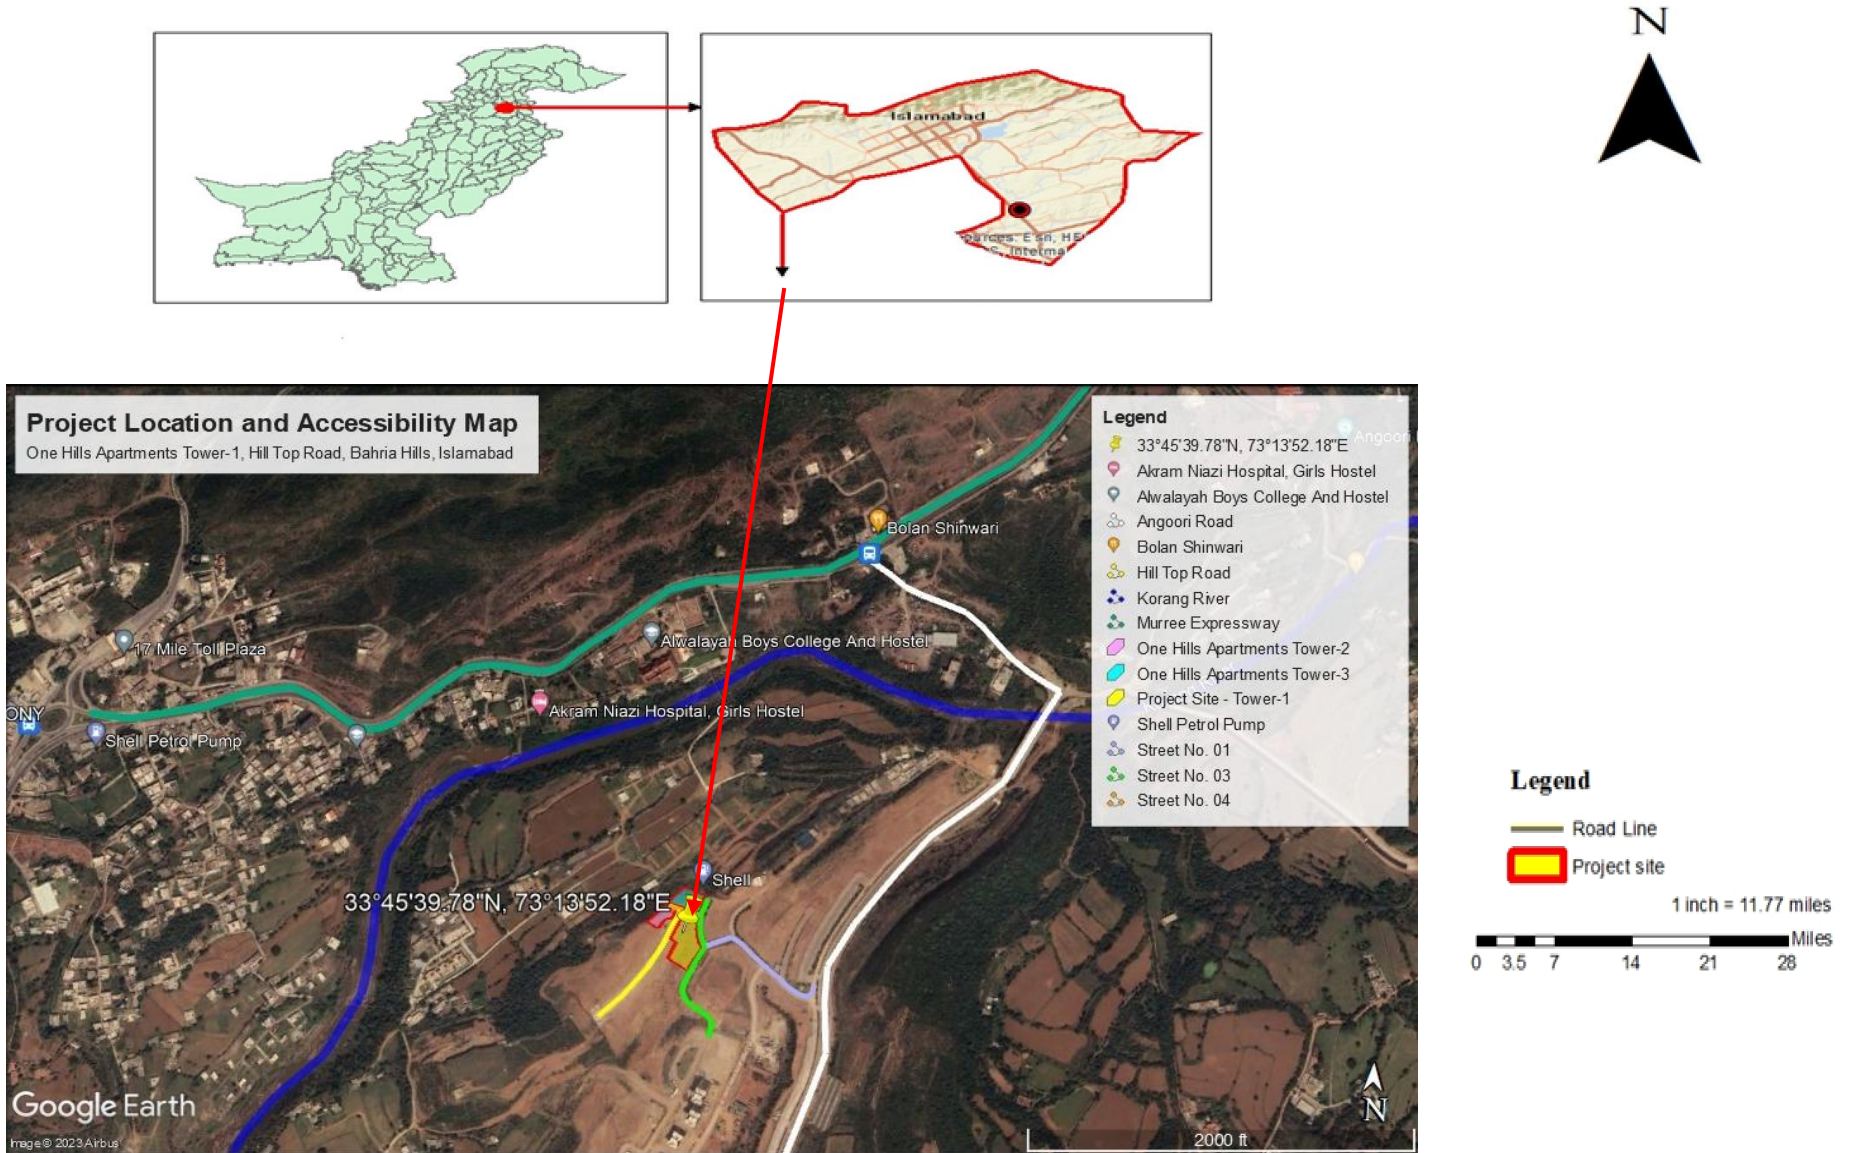 N
Islamabad
Project Location and Accessibility Map
One Hills Apartments Tower-1, Hill Top Road, Bahria Hills, Islamabad
Legend
33°45'39.78"N, 73°13'52.18"E
Akram Niazi Hospital, Girls Hostel
Alwalayah Boys College And Hostel
Angoori Road
Bolan Shinwari
Hill Top Road
Korang River
Murree Expressway
One Hills Apartments Tower-2
One Hills Apartments Tower-3
Project Site - Tower-1
Shell Petrol Pump
Street No. 01
Street No. 03
Street No. 04
Angoori
Bolan Shinwari
17 Mile Toll Plaza
Alwalayah Boys College And Hostel
Akram Niazi Hospital, Girls Hostel
ONY
Shell Petrol Pump
Shell
33°45'39.78"N, 73°13'52.18"E
Google Earth
Image © 2023 Airbus
N
2000 ft
Legend
Road Line
Project site
1 inch = 11.77 miles
Miles
0 3.5 7 14 21 28